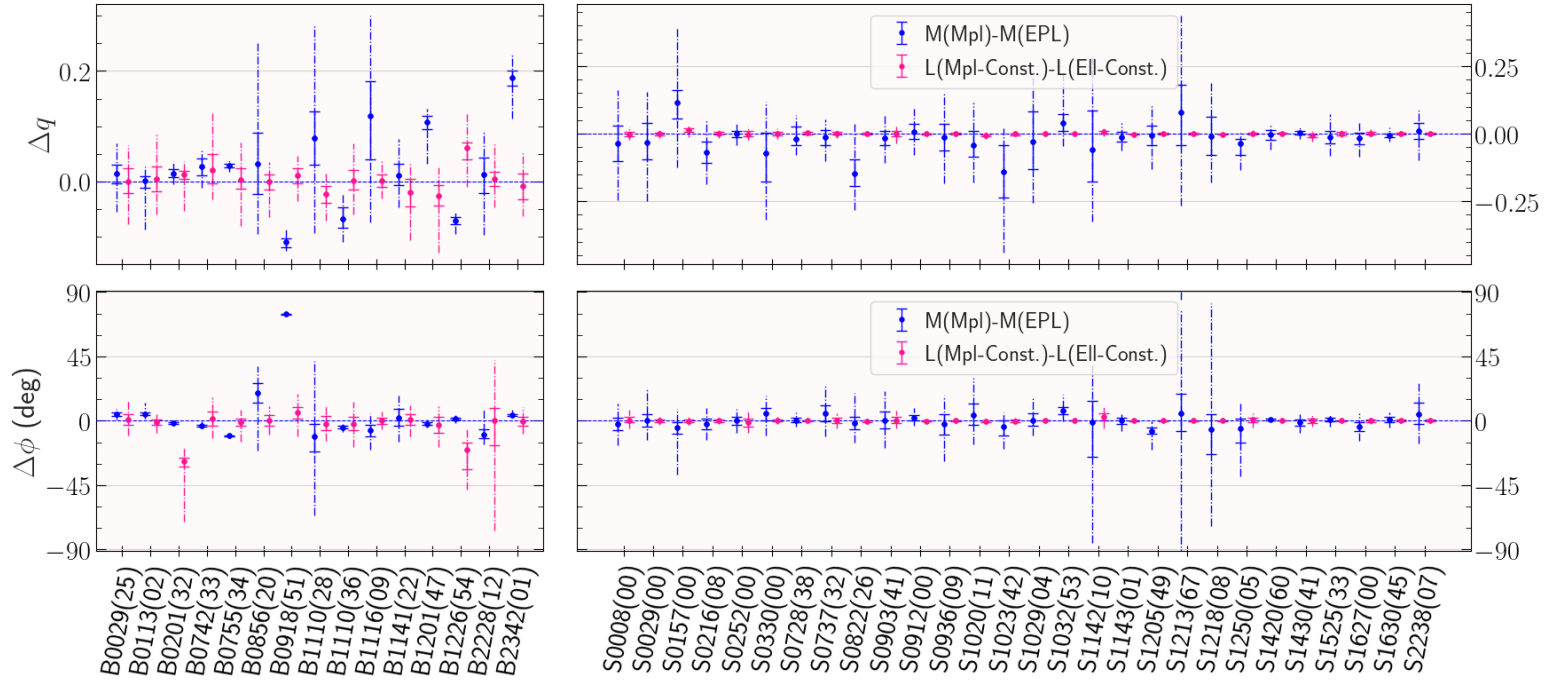 Δq
0.2
0.0
M(Mpl)-M(EPL)
L(Mpl-Const.)-L(Ell-Const.)
0.25
0.00
−0.25
Δϕ (deg)
90
45
0
−45
−90
M(Mpl)-M(EPL)
L(Mpl-Const.)-L(Ell-Const.)
90
45
0
−45
−90
B0029(25)
B0113(02)
B0201(32)
B0742(33)
B0755(34)
B0856(20)
B0918(51)
B1110(28)
B1110(36)
B1116(09)
B1141(22)
B1201(47)
B1226(54)
B2228(12)
B2342(01)
S0008(00)
S0029(00)
S0157(00)
S0216(08)
S0252(00)
S0330(00)
S0728(38)
S0737(32)
S0822(26)
S0903(41)
S0912(00)
S0936(09)
S1020(11)
S1023(42)
S1029(04)
S1032(53)
S1142(10)
S1143(01)
S1205(49)
S1213(67)
S1218(08)
S1250(05)
S1420(60)
S1430(41)
S1525(33)
S1627(00)
S1630(45)
S2238(07)